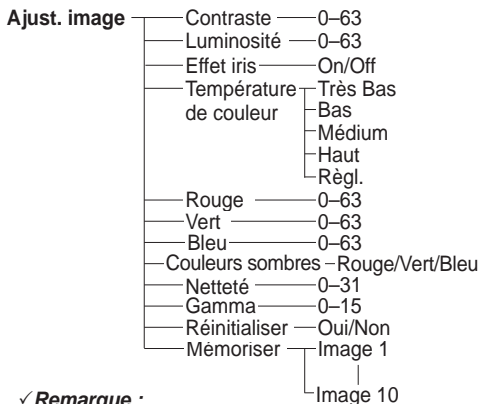 Ajust. image Contraste 0–63
Luminosité 0–63
Effet iris On/Off
Température Très Bas
de couleur Bas
Médium
Haut
Règl.
Rouge 0–63
Vert 0–63
Bleu 0–63
Couleurs sombres Rouge/Vert/Bleu
Netteté 0–31
Gamma 0–15
Réinitialiser Oui/Non
Mémoriser Image 1
Image 10
✓Remarque :